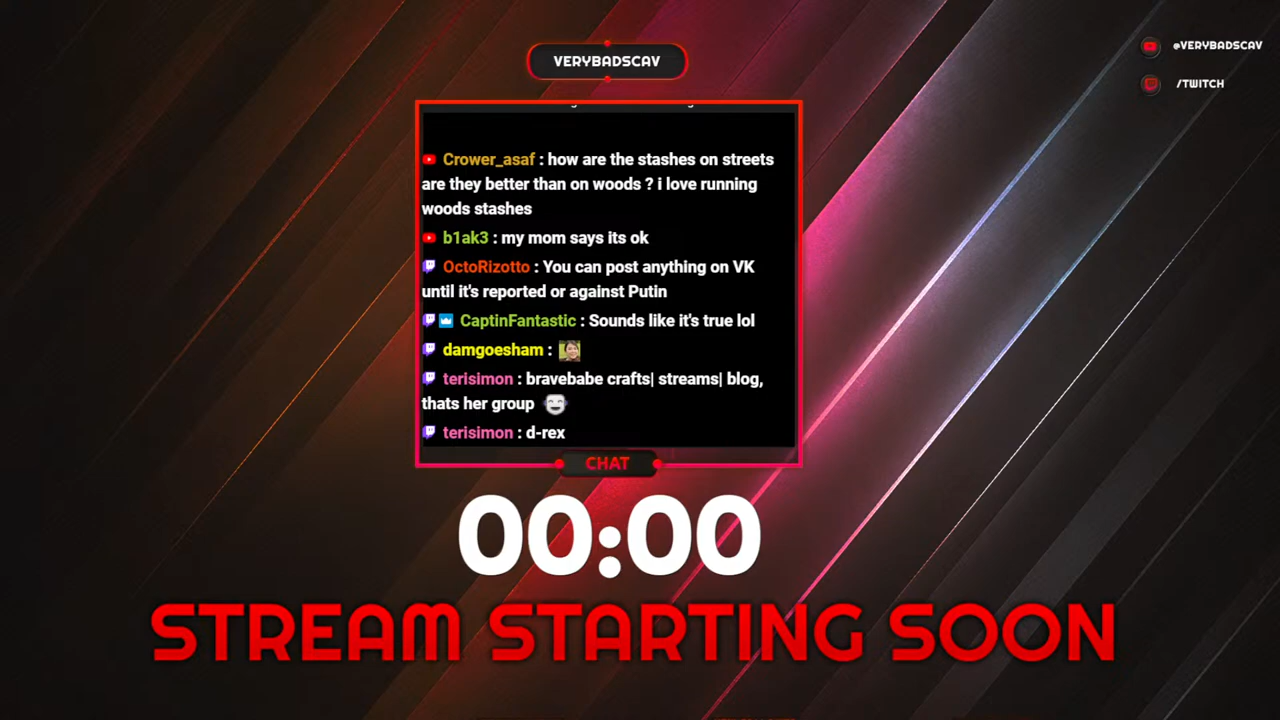 VERYBADSCAV
@VERYBADSCAV
/TWITCH
Crower_asaf : how are the stashes on streets
are they better than on woods ? i love running
woods stashes
b1ak3 : my mom says its ok
OctoRizotto : You can post anything on VK
until it's reported or against Putin
CaptinFantastic : Sounds like it's true lol
damgoesham :
terisimon : bravebabe crafts| streams| blog,
thats her group
terisimon : d-rex
CHAT
00:00
STREAM STARTING SOON